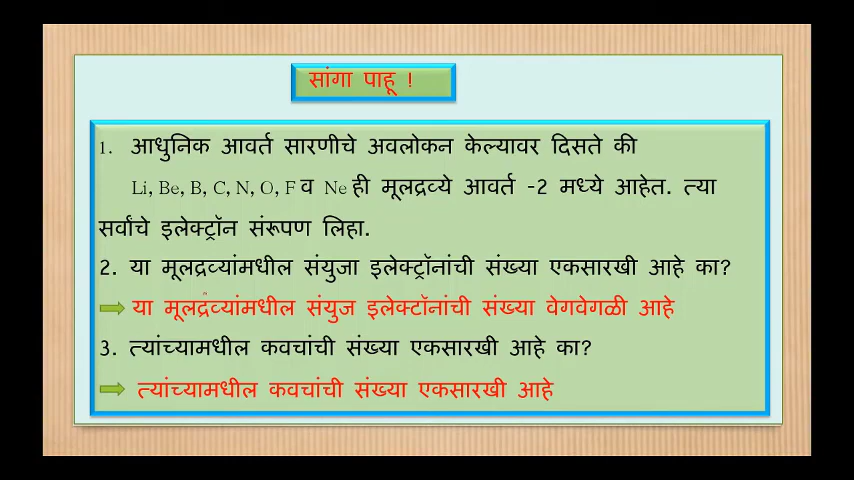 सांगा पाहू !
1. आधुनिक आवर्त सारणीचे अवलोकन केल्यावर दिसते की
Li, Be, B, C, N, O, F व Ne ही मूलद्रव्ये आवर्त -2 मध्ये आहेत. त्या
सर्वांचे इलेक्ट्रॉन संरूपण लिहा.
2. या मूलद्रव्यांमधील संयुजा इलेक्ट्रॉनांची संख्या एकसारखी आहे का?
या मूलद्रव्यांमधील संयुज इलेक्टॉनांची संख्या वेगवेगळी आहे
3. त्यांच्यामधील कवचांची संख्या एकसारखी आहे का?
त्यांच्यामधील कवचांची संख्या एकसारखी आहे